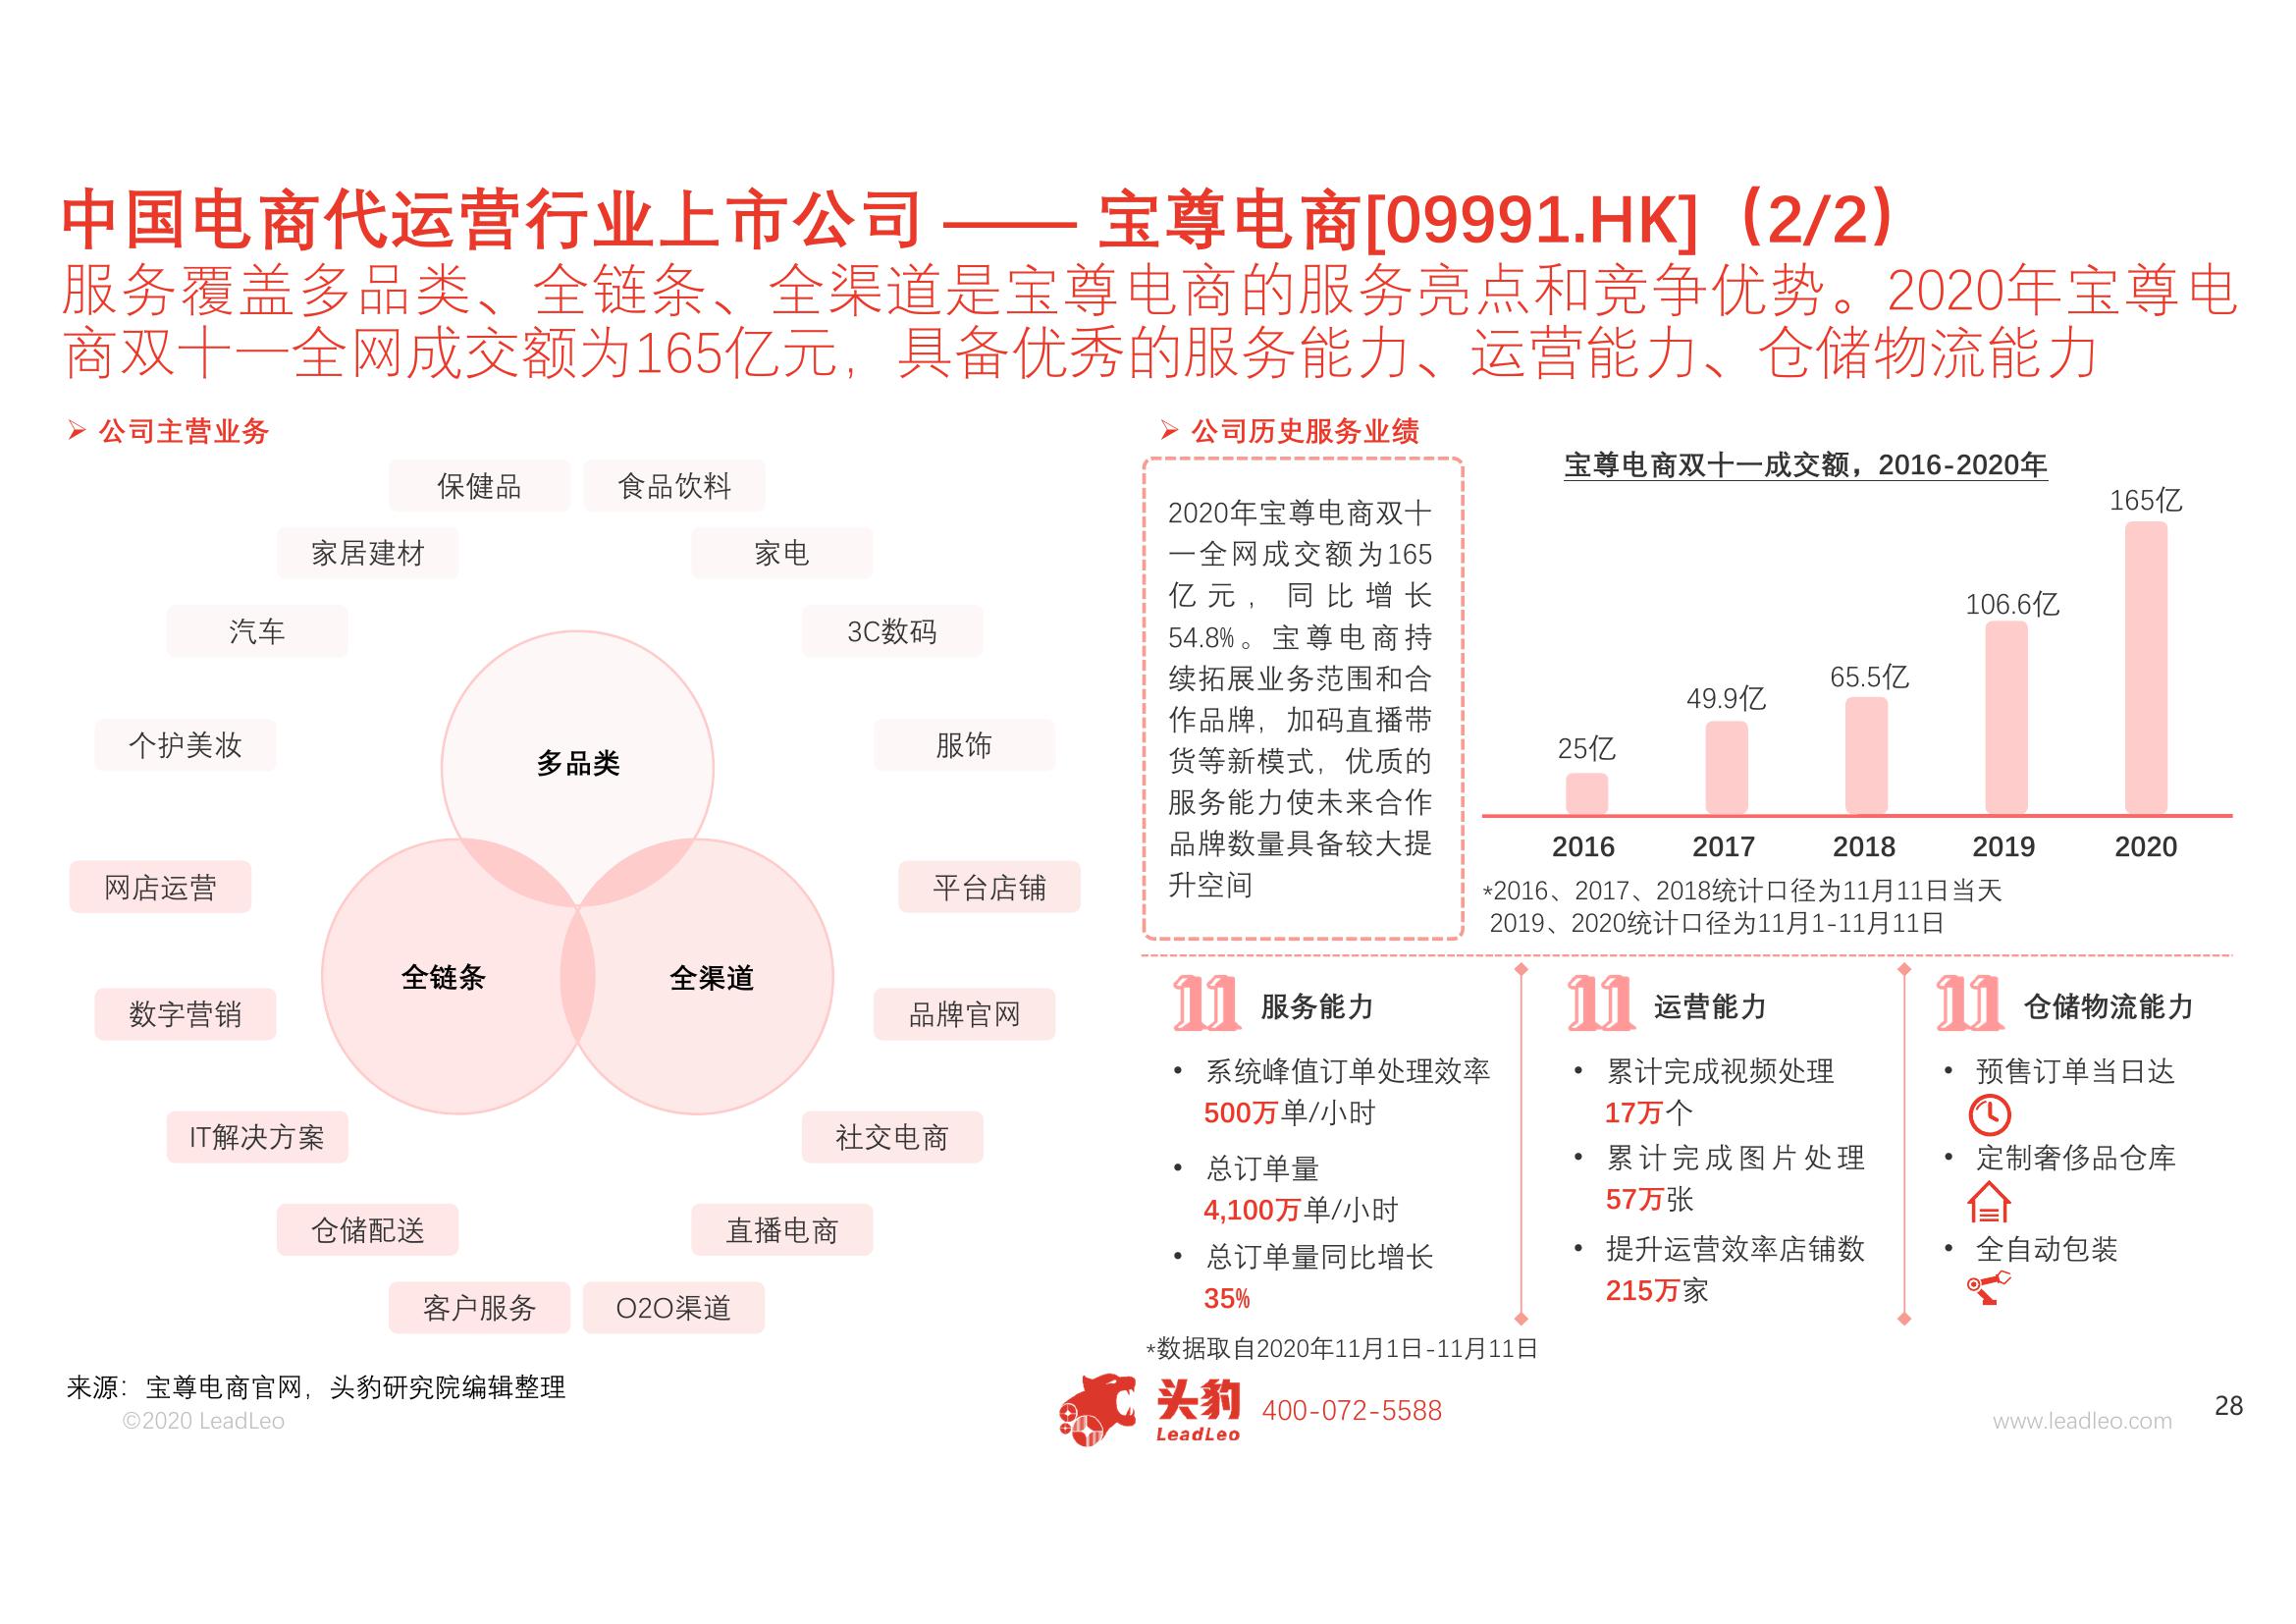 中国电商代运营行业上市公司 —— 宝尊电商[09991.HK]（2/2）
服务覆盖多品类、全链条、全渠道是宝尊电商的服务亮点和竞争优势。2020年宝尊电
商双十一全网成交额为165亿元，具备优秀的服务能力、运营能力、仓储物流能力
公司主营业务
保健品
食品饮料
家居建材
家电
汽车
3C数码
个护美妆
服饰
多品类
网店运营
平台店铺
全链条
全渠道
数字营销
品牌官网
IT解决方案
社交电商
仓储配送
直播电商
客户服务
O2O渠道
公司历史服务业绩
2020年宝尊电商双十
一全网成交额为165
亿元，同比增长
54.8%。宝尊电商持
续拓展业务范围和合
作品牌，加码直播带
货等新模式，优质的
服务能力使未来合作
品牌数量具备较大提
升空间
宝尊电商双十一成交额，2016-2020年
25亿
49.9亿
65.5亿
106.6亿
165亿
2016
2017
2018
2019
2020
*2016、2017、2018统计口径为11月11日当天
2019、2020统计口径为11月1-11月11日
11 服务能力
• 系统峰值订单处理效率
500万单/小时
• 总订单量
4,100万单/小时
• 总订单量同比增长
35%
11 运营能力
• 累计完成视频处理
17万个
• 累计完成图片处理
57万张
• 提升运营效率店铺数
215万家
11 仓储物流能力
• 预售订单当日达
• 定制奢侈品仓库
• 全自动包装
*数据取自2020年11月1日-11月11日
来源：宝尊电商官网，头豹研究院编辑整理
©2020 LeadLeo
头豹
LeadLeo
400-072-5588
www.leadleo.com
28